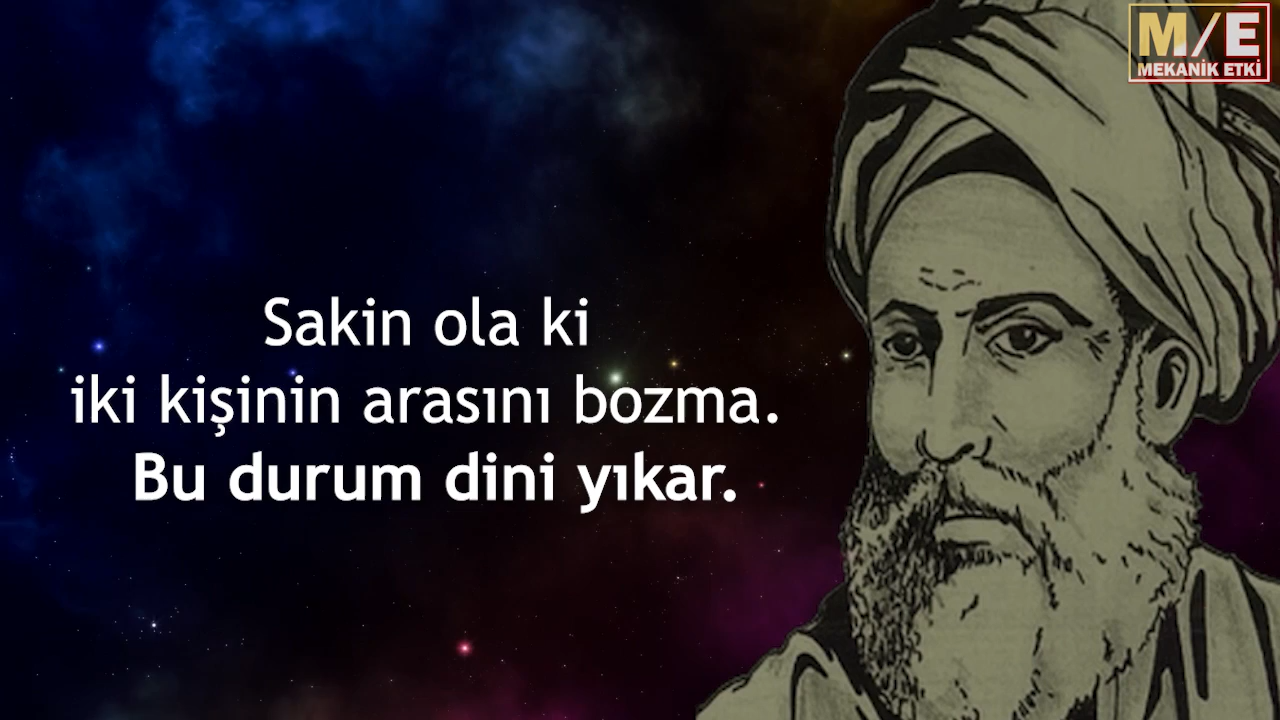 M/E
MEKANİK ETKİ
Sakin ola ki
iki kişinin arasını bozma.
Bu durum dini yıkar.